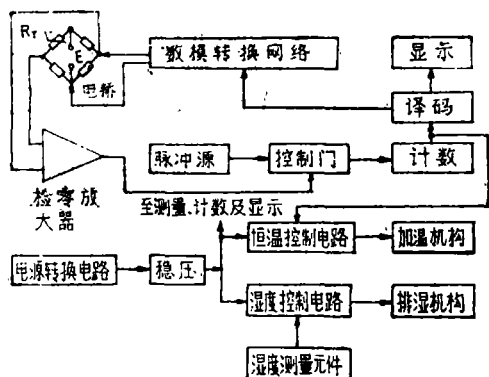 RT
E
数模转换网络
显示
电桥
译码
脉冲源
控制门
计数
检零放
大器
至测量、计数及显示
恒温控制电路
加温机构
电源转换电路
稳压
湿度控制电路
排湿机构
湿度测量元件